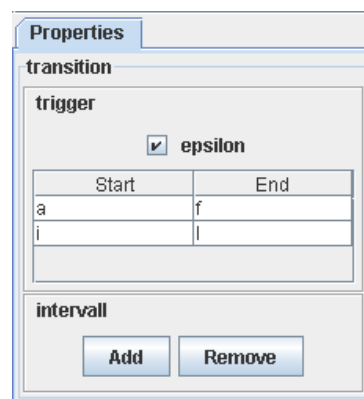 Properties
transition
trigger
epsilon
Start End
a f
i l
intervall
Add Remove